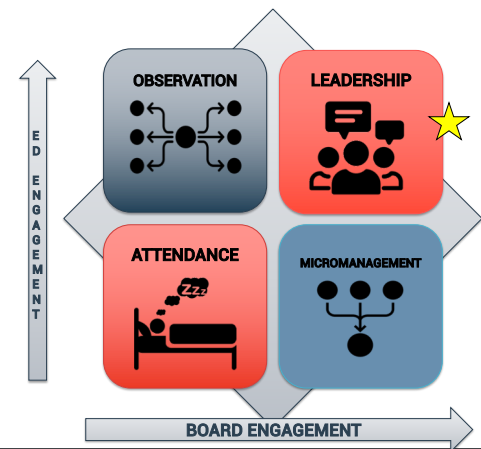 OBSERVATION
LEADERSHIP
ED ENGAGEMENT
ATTENDANCE
MICROMANAGEMENT
Zzz
BOARD ENGAGEMENT